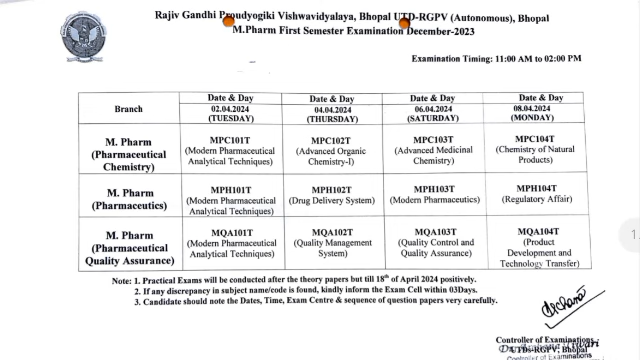 Rajiv Gandhi Proudyogiki Vishwavidyalaya, Bhopal UTD-RGPV (Autonomous), Bhopal
M.Pharm First Semester Examination December-2023
Examination Timing: 11:00 AM to 02:00 PM
Branch
Date & Day
02.04.2024
(TUESDAY)
Date & Day
04.04.2024
(THURSDAY)
Date & Day
06.04.2024
(SATURDAY)
Date & Day
08.04.2024
(MONDAY)
M. Pharm
(Pharmaceutical
Chemistry)
MPC101T
(Modern Pharmaceutical
Analytical Techniques)
MPC102T
(Advanced Organic
Chemistry-I)
MPC103T
(Advanced Medicinal
Chemistry)
MPC104T
(Chemistry of Natural
Products)
M. Pharm
(Pharmaceutics)
MPH101T
(Modern Pharmaceutical
Analytical Techniques)
MPH102T
(Drug Delivery System)
MPH103T
(Modern Pharmaceutics)
MPH104T
(Regulatory Affair)
M. Pharm
(Pharmaceutical
Quality Assurance)
MQA101T
(Modern Pharmaceutical
Analytical Techniques)
MQA102T
(Quality Management
System)
MQA103T
(Quality Control and
Quality Assurance)
MQA104T
(Product
Development and
Technology Transfer)
Note: 1. Practical Exams will be conducted after the theory papers but till 18th of April 2024 positively.
2. If any discrepancy in subject name/code is found, kindly inform the Exam Cell within 03Days.
3. Candidate should note the Dates, Time, Exam Centre & sequence of question papers very carefully.
Controller of Examinations
UTDs-RGPV, Bhopal
Controller of Examinations
1